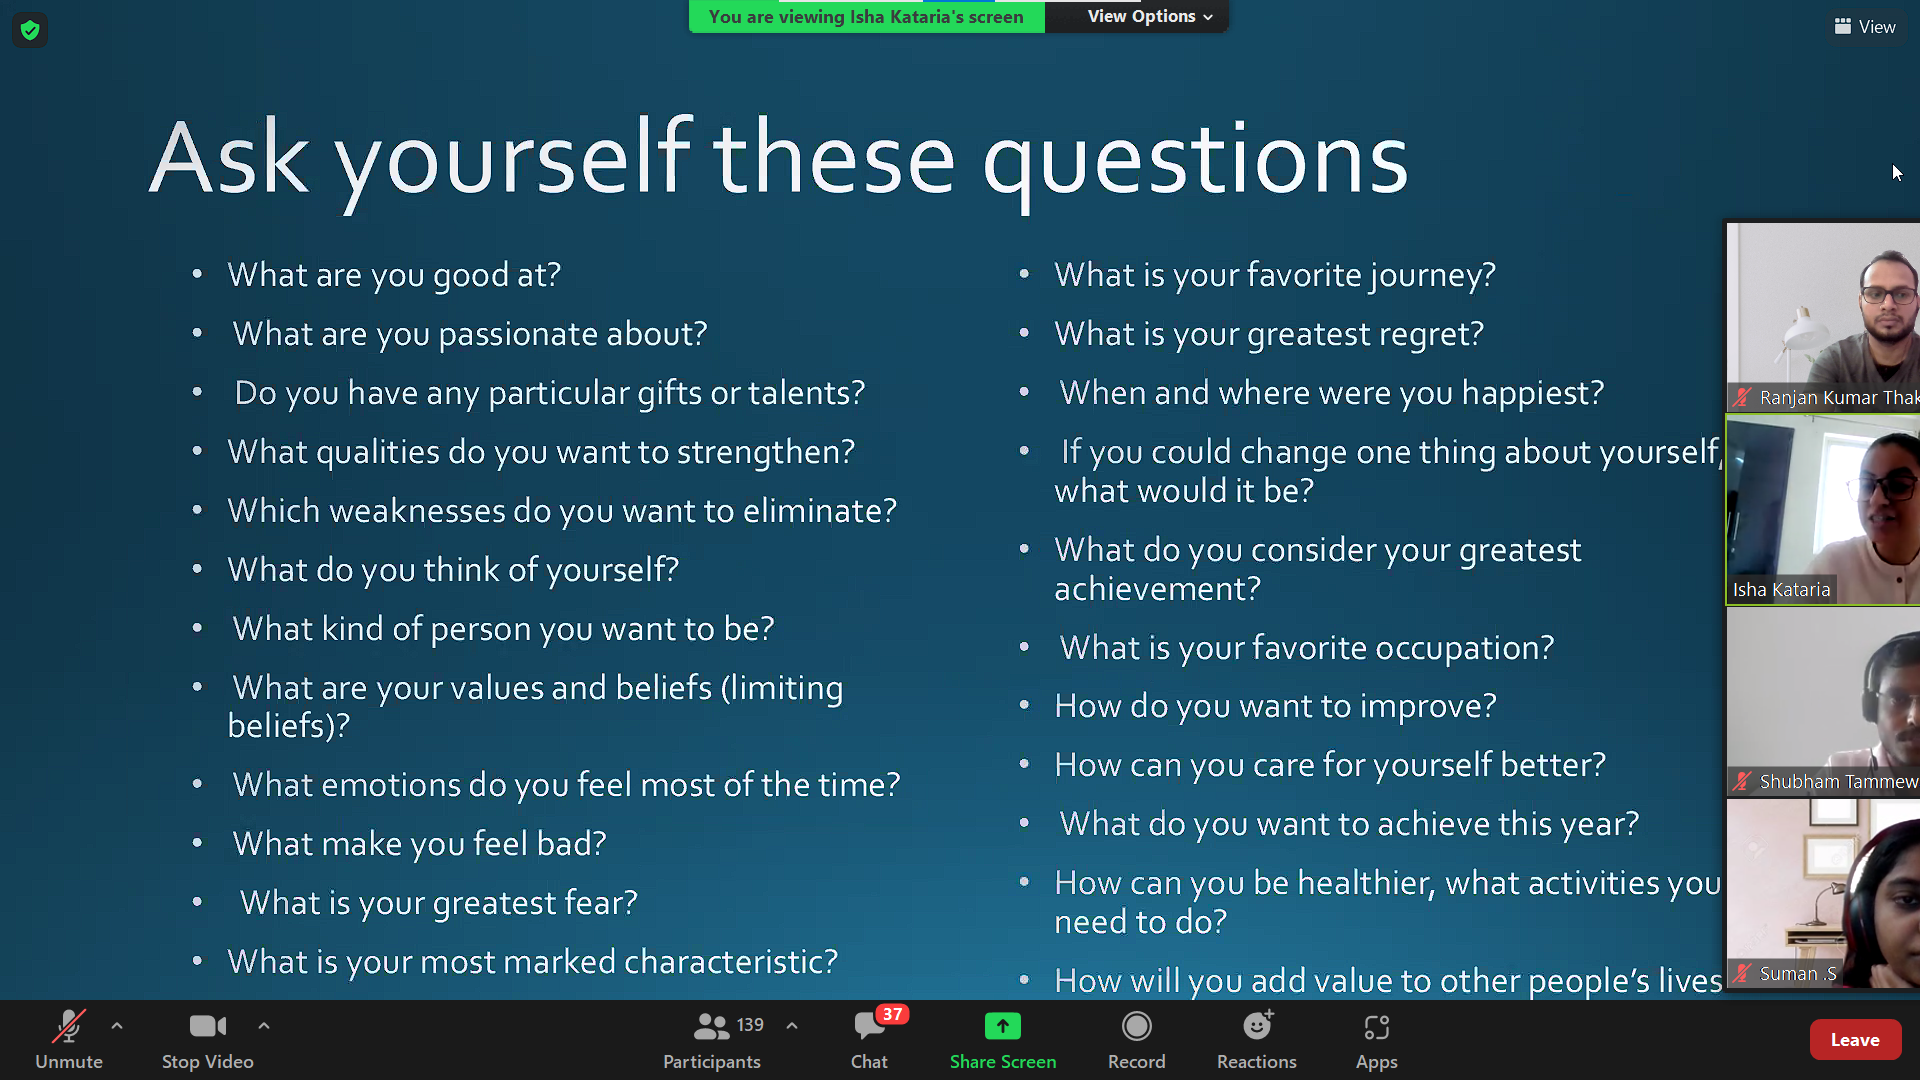 You are viewing Isha Kataria's screen
View Options
View
Ask yourself these questions
• What are you good at?
• What are you passionate about?
• Do you have any particular gifts or talents?
• What qualities do you want to strengthen?
• Which weaknesses do you want to eliminate?
• What do you think of yourself?
• What kind of person you want to be?
• What are your values and beliefs (limiting
beliefs)?
• What emotions do you feel most of the time?
• What make you feel bad?
• What is your greatest fear?
• What is your most marked characteristic?
• What is your favorite journey?
• What is your greatest regret?
• When and where were you happiest?
• If you could change one thing about yourself,
what would it be?
• What do you consider your greatest
achievement?
• What is your favorite occupation?
• How do you want to improve?
• How can you care for yourself better?
• What do you want to achieve this year?
• How can you be healthier, what activities you
need to do?
• How will you add value to other people's lives
Ranjan Kumar Thak
Isha Kataria
Shubham Tammew
Suman .S
Unmute
Stop Video
139
Participants
37
Chat
Share Screen
Record
Reactions
Apps
Leave